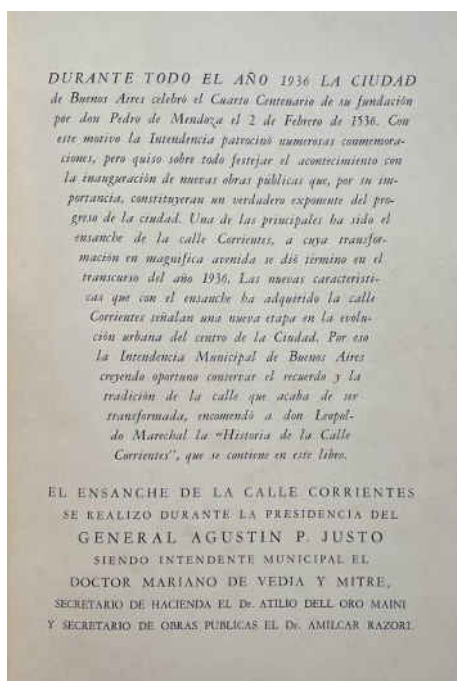 DURANTE TODO EL AÑO 1936 LA CIUDAD
de Buenos Aires celebró el Cuarto Centenario de su fundación
por don Pedro de Mendoza el 2 de Febrero de 1536. Con
este motivo la Intendencia patrocinó numerosas conmemora-
ciones, pero quiso sobre todo festejar el acontecimiento con
la inauguración de nuevas obras públicas que, por su im-
portancia, constituyeran un verdadero exponente del pro-
greso de la ciudad. Una de las principales ha sido el
ensanche de la calle Corrientes, a cuya transfor-
mación en magnífica avenida se dió término en el
transcurso del año 1936. Las nuevas característi-
cas que con el ensanche ha adquirido la calle
Corrientes señalan una nueva etapa en la evolu-
ción urbana del centro de la Ciudad. Por eso
la Intendencia Municipal de Buenos Aires
creyendo oportuno conservar el recuerdo y la
tradición de la calle que acaba de ser
transformada, encomendó a don Leopol-
do Marechal la "Historia de la Calle
Corrientes", que se contiene en este libro.
EL ENSANCHE DE LA CALLE CORRIENTES
SE REALIZO DURANTE LA PRESIDENCIA DEL
GENERAL AGUSTIN P. JUSTO
SIENDO INTENDENTE MUNICIPAL EL
DOCTOR MARIANO DE VEDIA Y MITRE,
SECRETARIO DE HACIENDA EL Dr. ATILIO DELL ORO MAINI
Y SECRETARIO DE OBRAS PUBLICAS EL Dr. AMILCAR RAZORI.